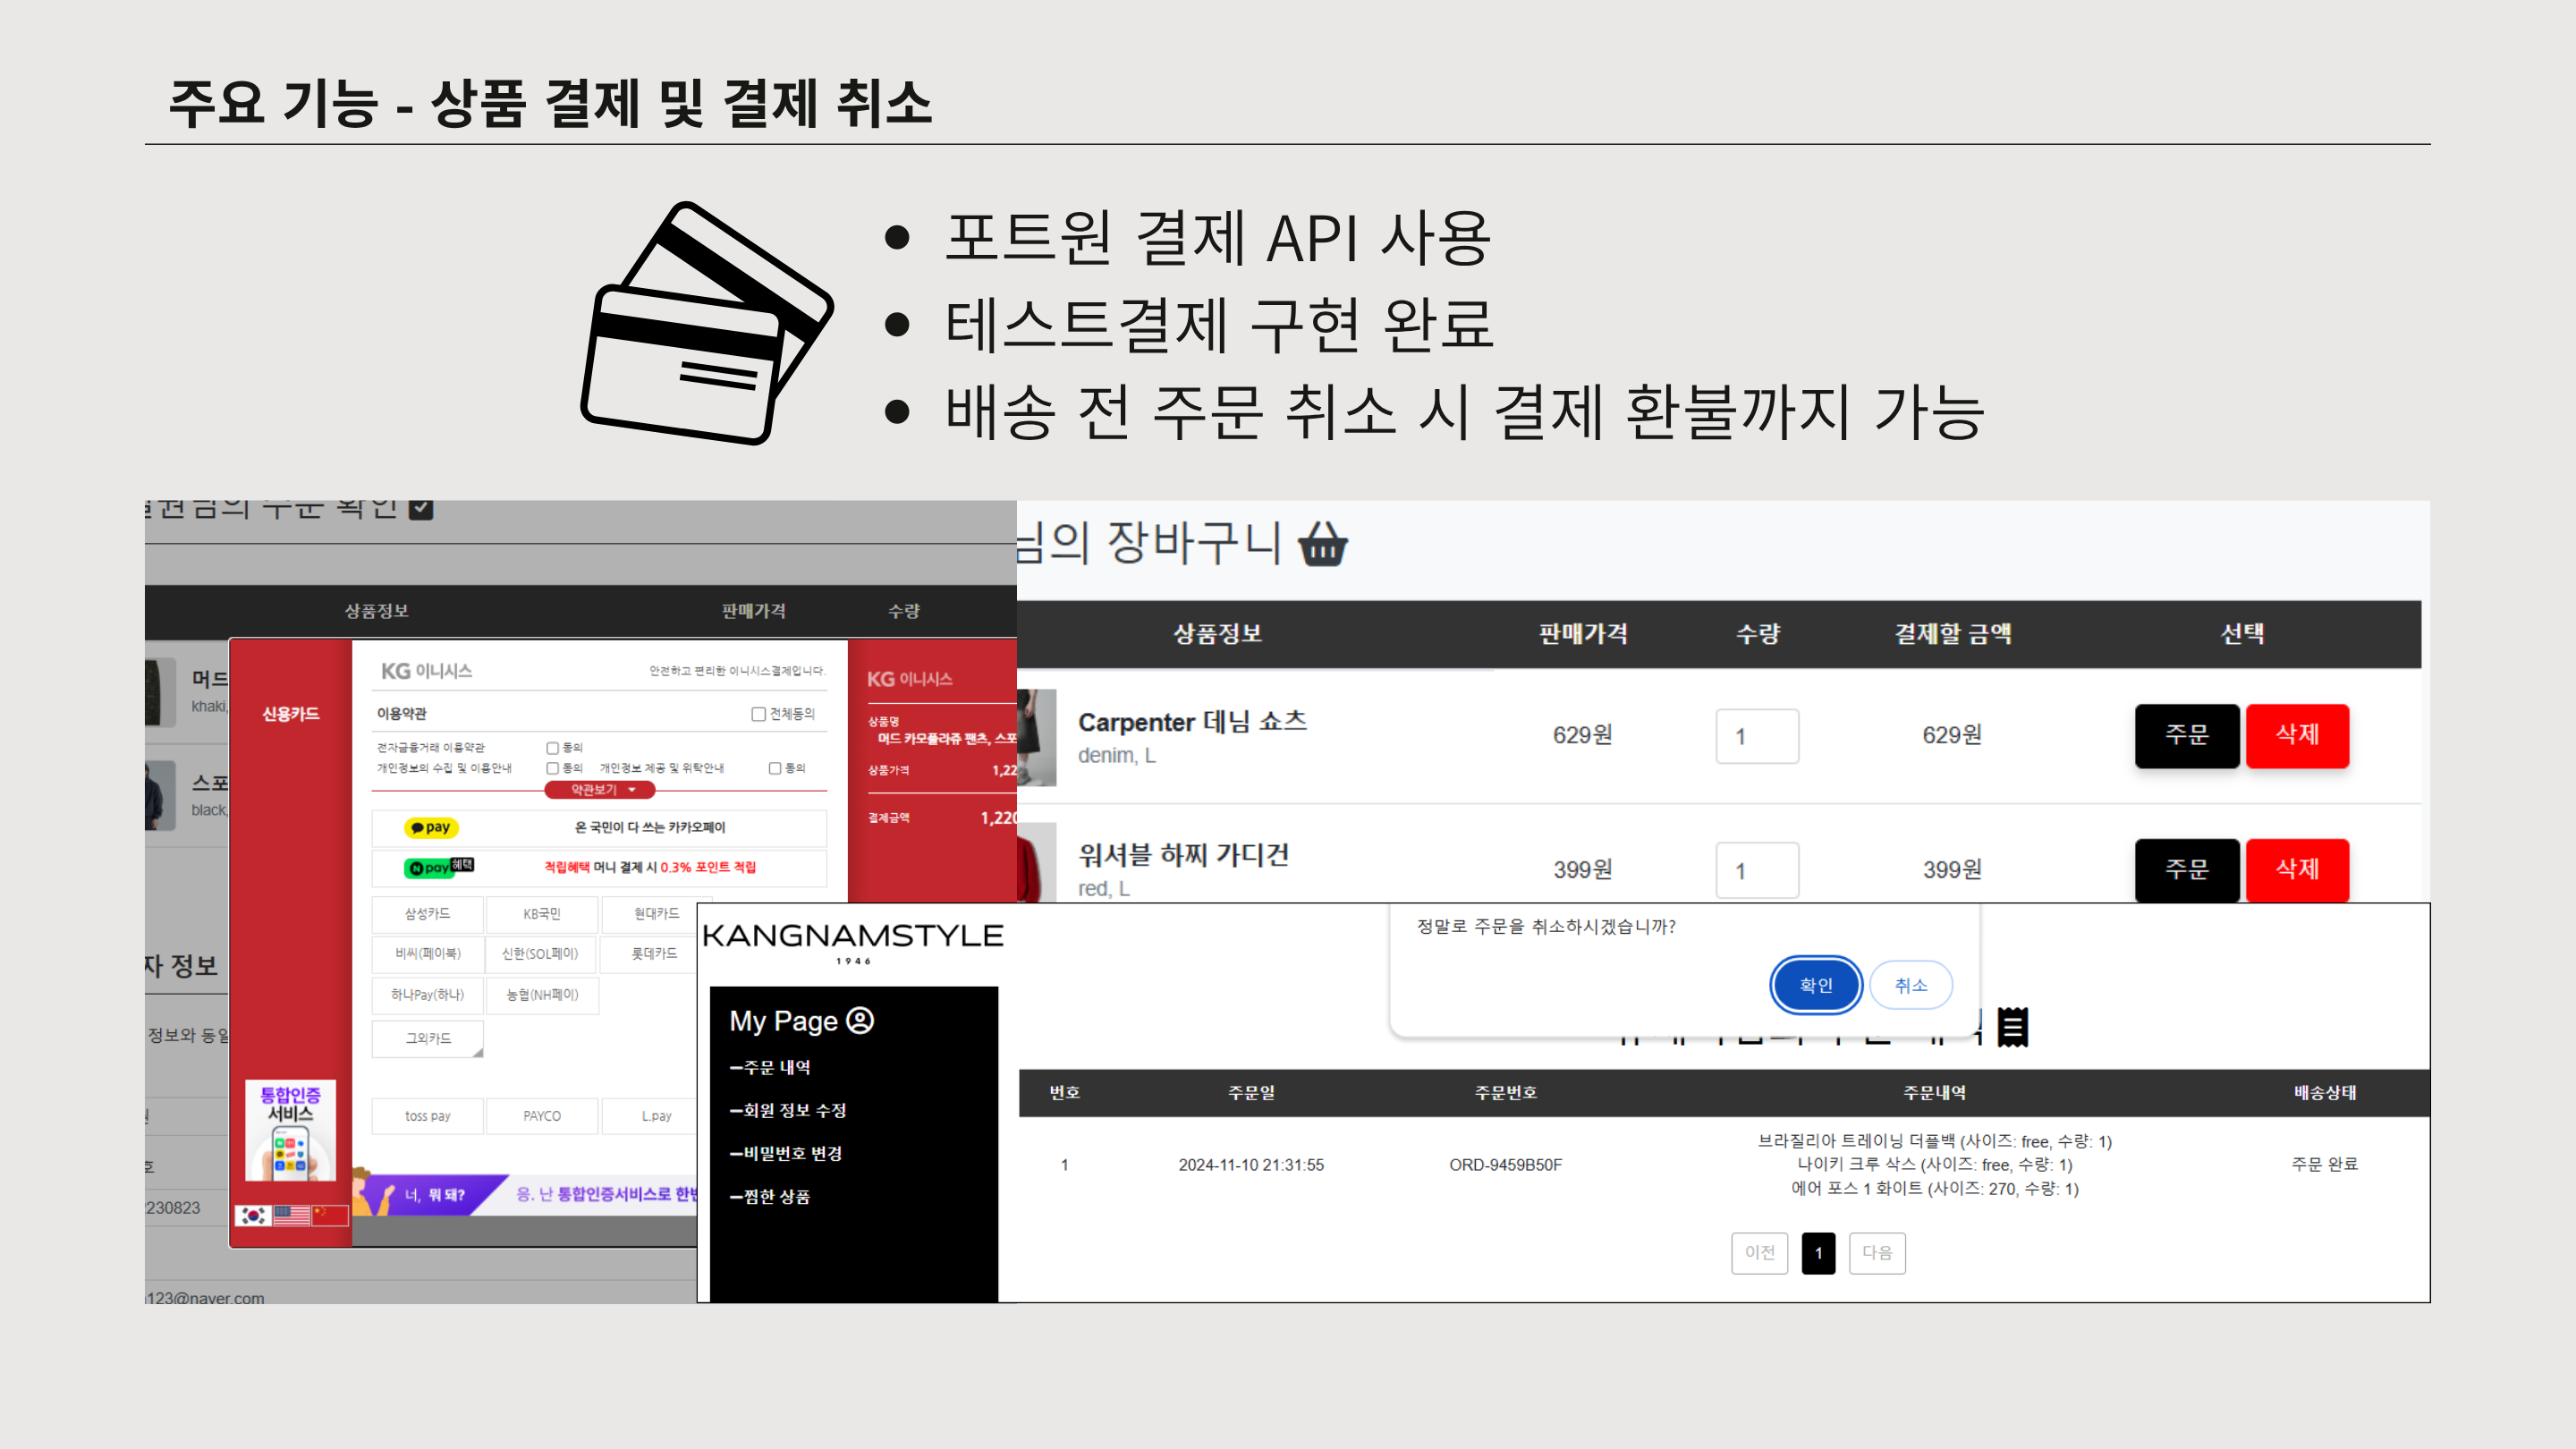 주요 기능 - 상품 결제 및 결제 취소
포트원 결제 API 사용
테스트결제 구현 완료
배송 전 주문 취소 시 결제 환불까지 가능
주문 확인
상품정보 판매가격 수량
머드
khaki,
스포
black,
자 정보
정보와 동일
230823
123@naver.com
신용카드
통합인증
서비스
KG 이니시스 안전하고 편리한 이니시스결제입니다.
이용약관 전체동의
전자금융거래 이용약관 동의
개인정보의 수집 및 이용안내 동의 개인정보 제공 및 위탁안내 동의
약관보기
pay 온 국민이 다 쓰는 카카오페이
N pay 혜택 적립혜택 머니 결제 시 0.3% 포인트 적립
삼성카드 KB국민 현대카드
비씨(페이북) 신한(SOL페이) 롯데카드
하나Pay(하나) 농협(NH페이)
그외카드
toss pay PAYCO L.pay
너, 뭐 돼? 응. 난 통합인증서비스로 한번
KG 이니시스
상품명
머드 카모플라쥬 팬츠, 스포
상품가격 1,22
결제금액 1,220
님의 장바구니
상품정보 판매가격 수량 결제할 금액 선택
Carpenter 데님 쇼츠 629원 1 629원 주문 삭제
denim, L
워셔블 하찌 가디건 399원 1 399원 주문 삭제
red, L
KANGNAMSTYLE
1946
My Page
주문 내역
회원 정보 수정
비밀번호 변경
찜한 상품
정말로 주문을 취소하시겠습니까?
확인 취소
번호 주문일 주문번호 주문내역 배송상태
1 2024-11-10 21:31:55 ORD-9459B50F 브라질리아 트레이닝 더플백 (사이즈: free, 수량: 1)
나이키 크루 삭스 (사이즈: free, 수량: 1)
에어 포스 1 화이트 (사이즈: 270, 수량: 1)
주문 완료
이전 1 다음